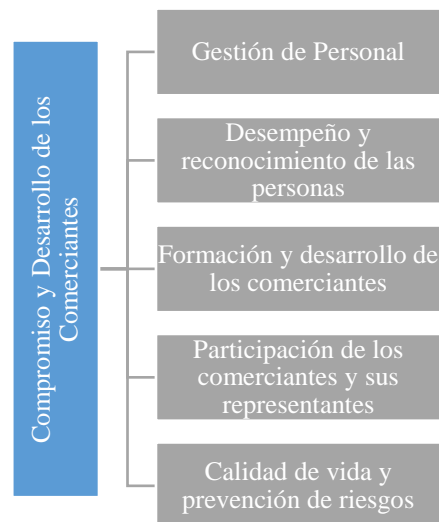 Compromiso y Desarrollo de los
Comerciantes
Gestión de Personal
Desempeño y
reconocimiento de las
personas
Formación y desarrollo de
los comerciantes
Participación de los
comerciantes y sus
representantes
Calidad de vida y
prevención de riesgos